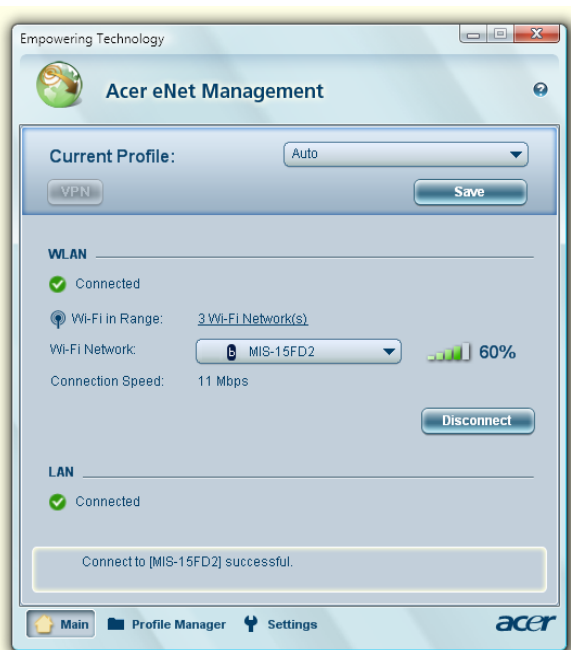 Empowering Technology
Acer eNet Management
Current Profile: Auto
VPN Save
WLAN
Connected
Wi-Fi in Range: 3 Wi-Fi Network(s)
Wi-Fi Network: b MIS-15FD2 60%
Connection Speed: 11 Mbps
Disconnect
LAN
Connected
Connect to [MIS-15FD2] successful.
Main Profile Manager Settings acer